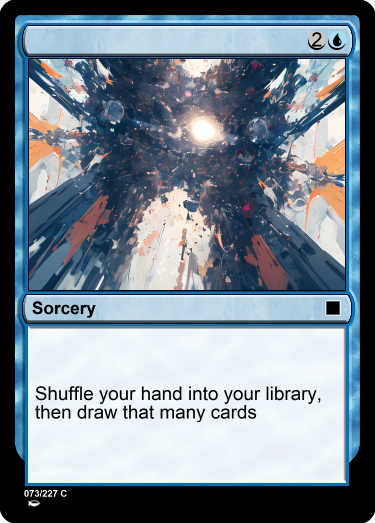 2
Sorcery
Shuffle your hand into your library,
then draw that many cards
073/227 C